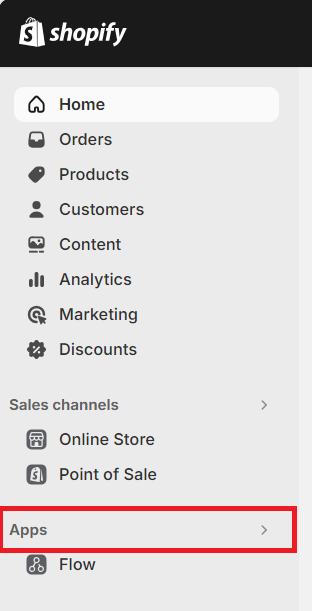 shopify
Home
Orders
Products
Customers
Content
Analytics
Marketing
Discounts
Sales channels
Online Store
Point of Sale
Apps
Flow